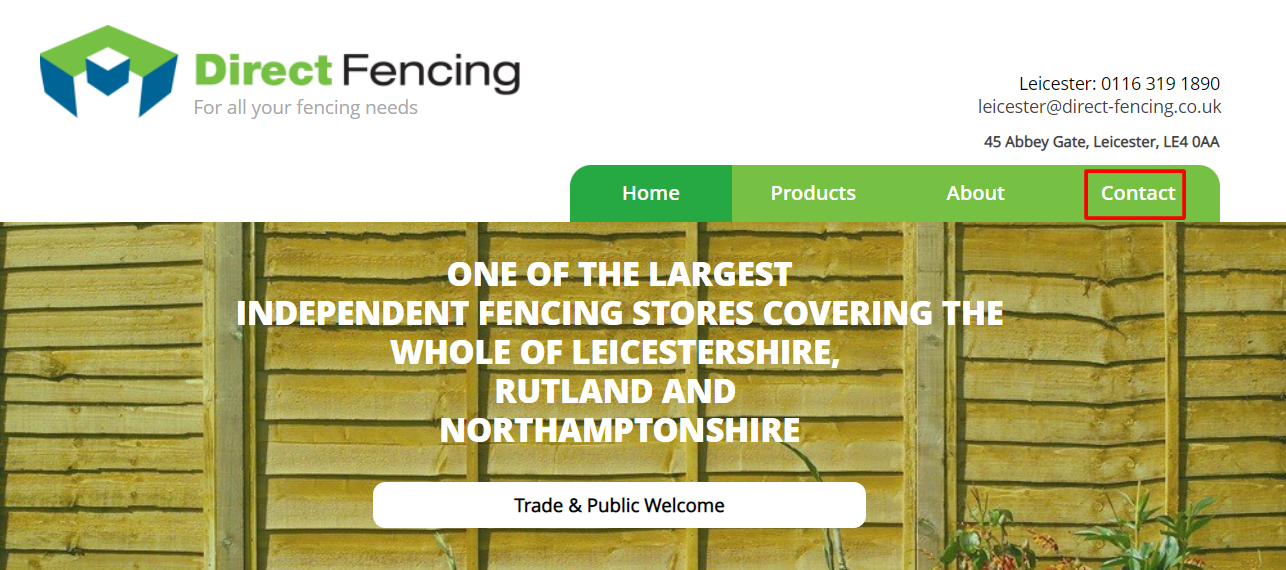 Direct Fencing
For all your fencing needs
Leicester: 0116 319 1890
leicester@direct-fencing.co.uk
45 Abbey Gate, Leicester, LE4 0AA
Home Products About Contact
ONE OF THE LARGEST
INDEPENDENT FENCING STORES COVERING THE
WHOLE OF LEICESTERSHIRE,
RUTLAND AND
NORTHAMPTONSHIRE
Trade & Public Welcome